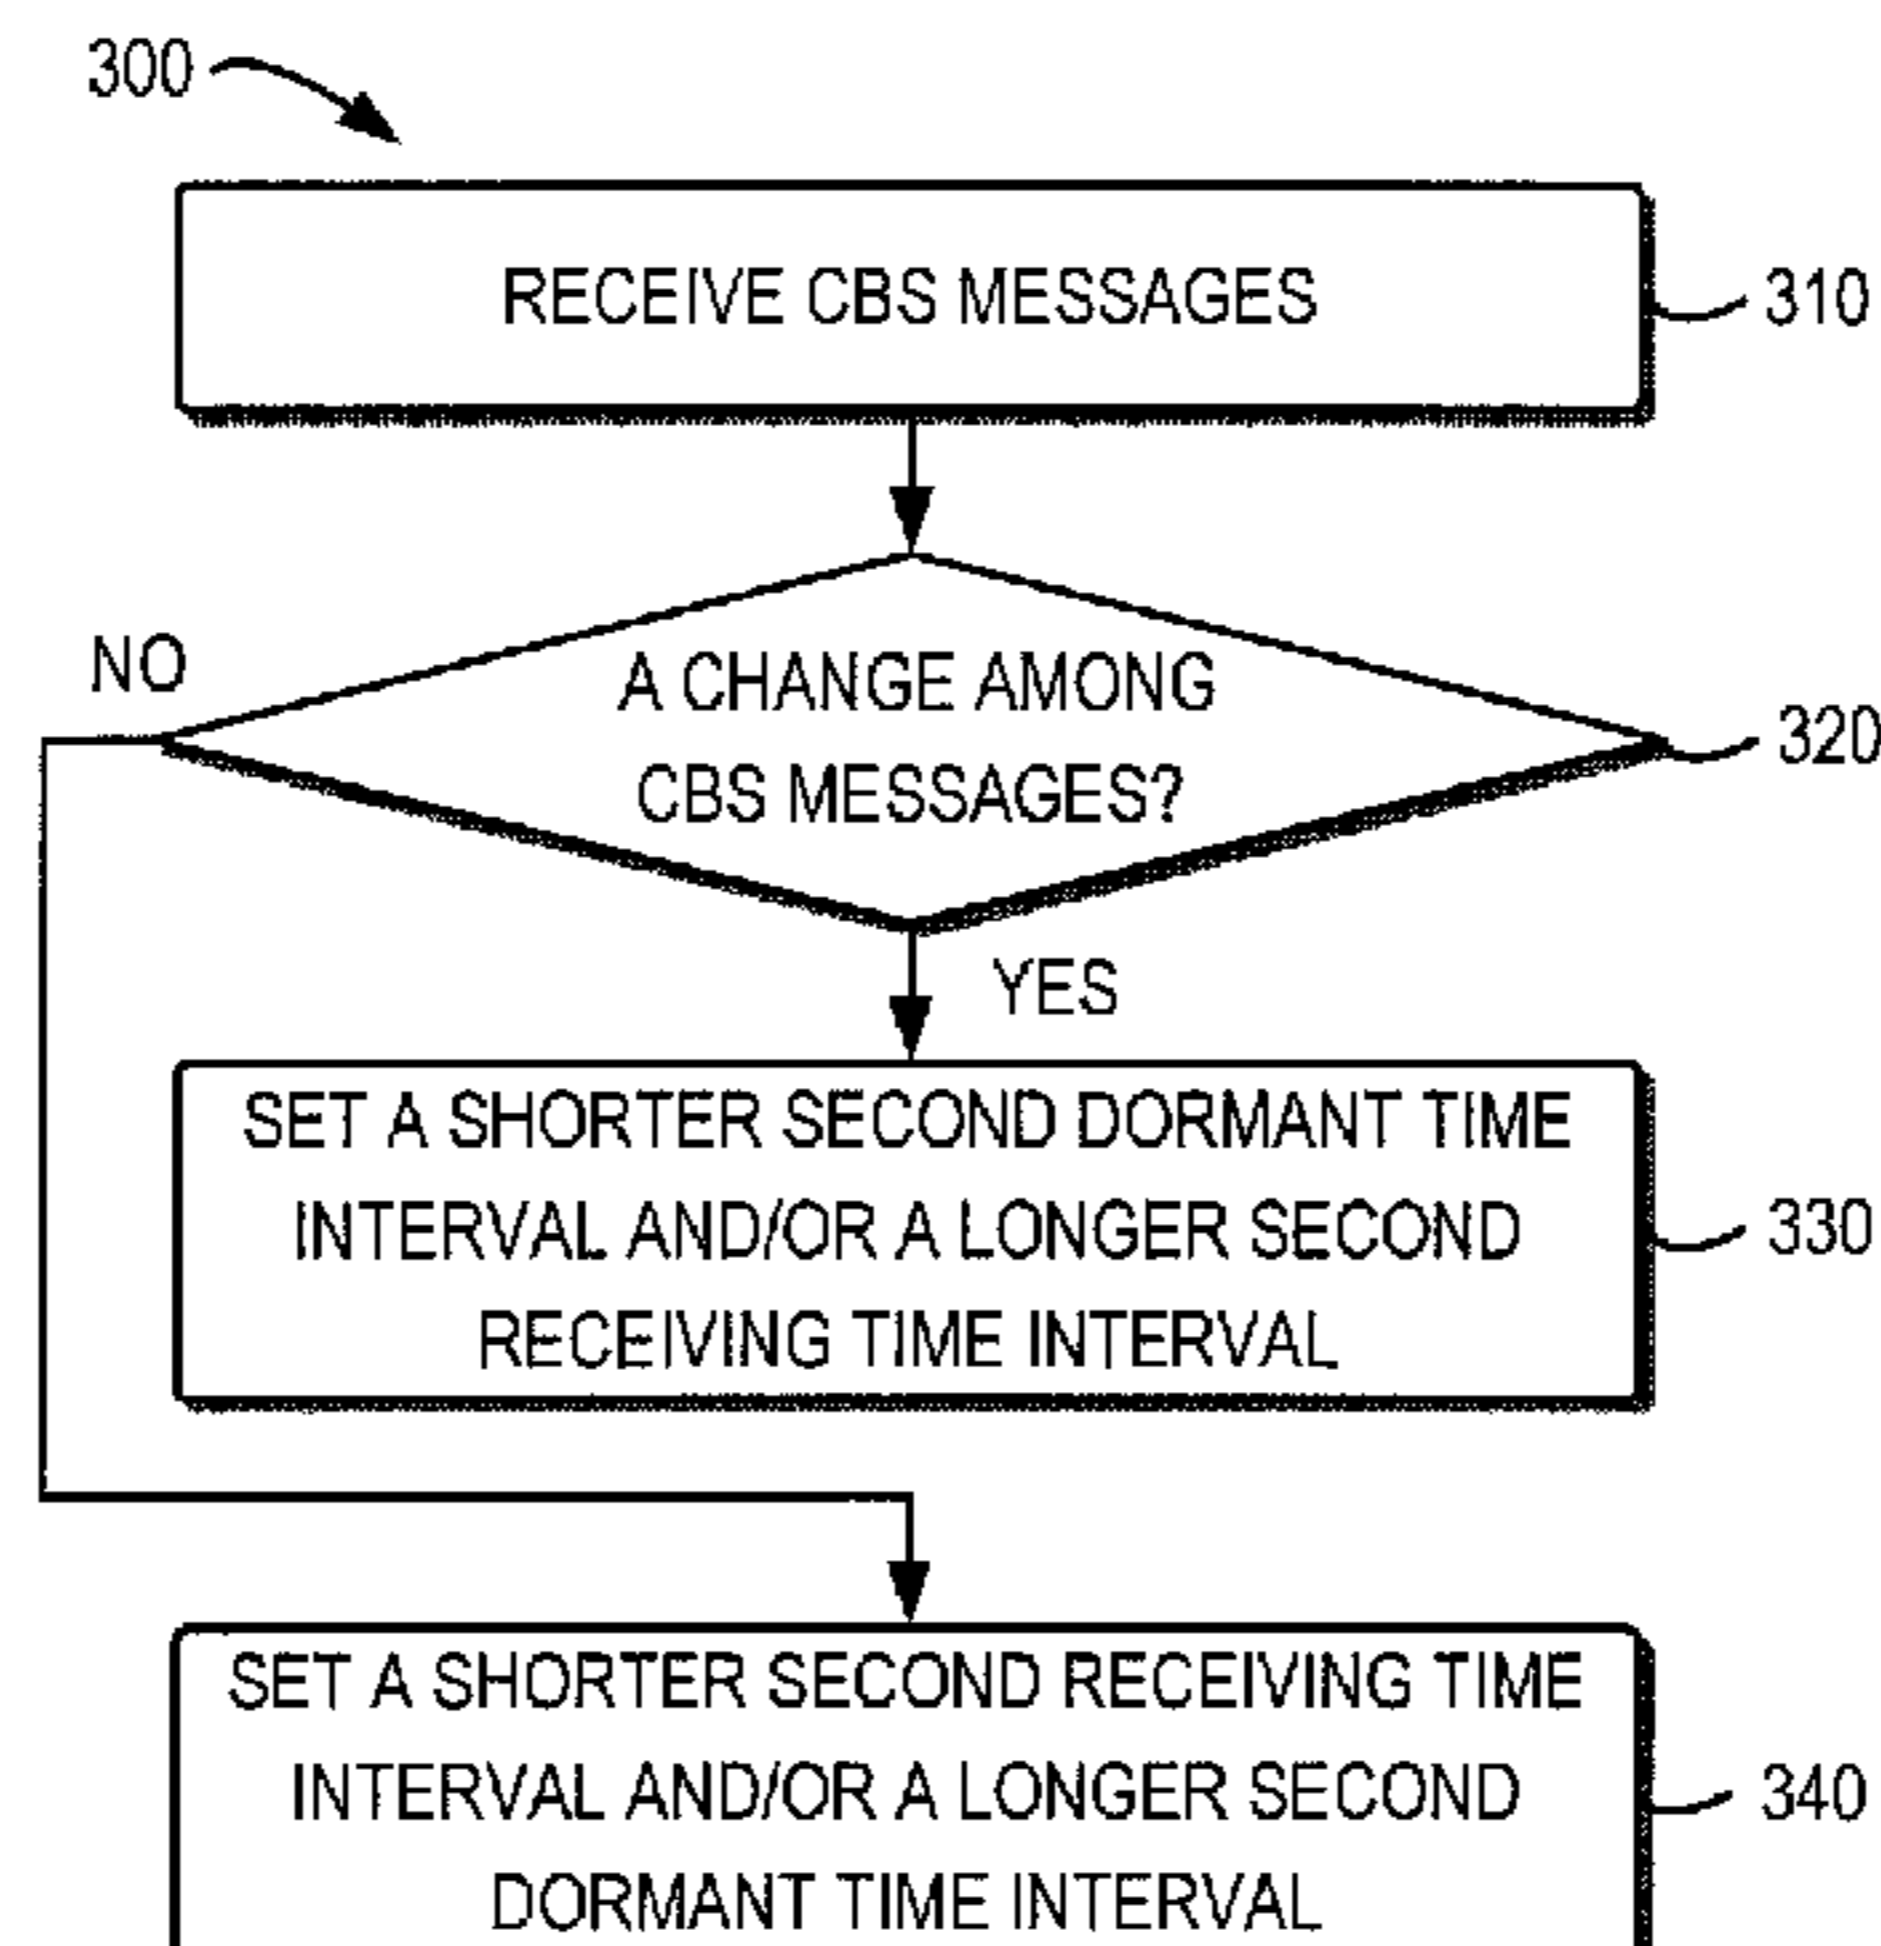 300
RECEIVE CBS MESSAGES
310
NO
A CHANGE AMONG
CBS MESSAGES?
320
YES
SET A SHORTER SECOND DORMANT TIME
INTERVAL AND/OR A LONGER SECOND
RECEIVING TIME INTERVAL
330
SET A SHORTER SECOND RECEIVING TIME
INTERVAL AND/OR A LONGER SECOND
DORMANT TIME INTERVAL
340